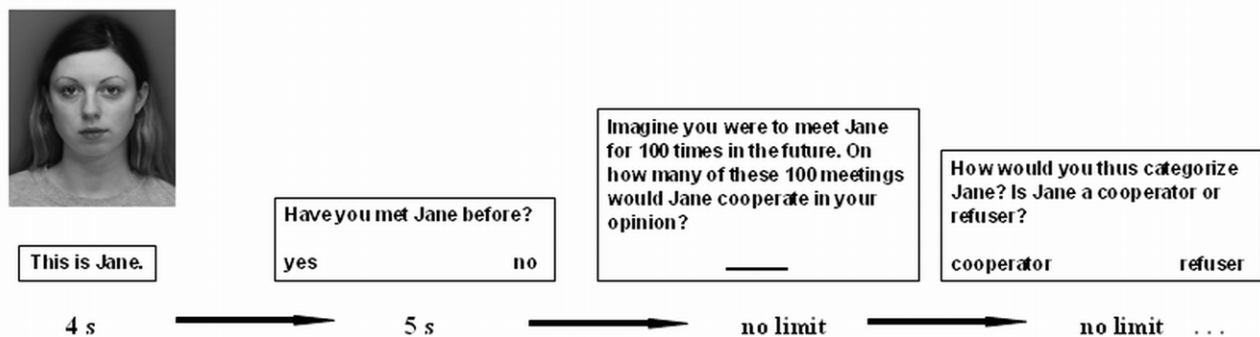 This is Jane.
4 s
Have you met Jane before?
yes no
5 s
Imagine you were to meet Jane
for 100 times in the future. On
how many of these 100 meetings
would Jane cooperate in your
opinion?
no limit
How would you thus categorize
Jane? Is Jane a cooperator or
refuser?
cooperator refuser
no limit ...